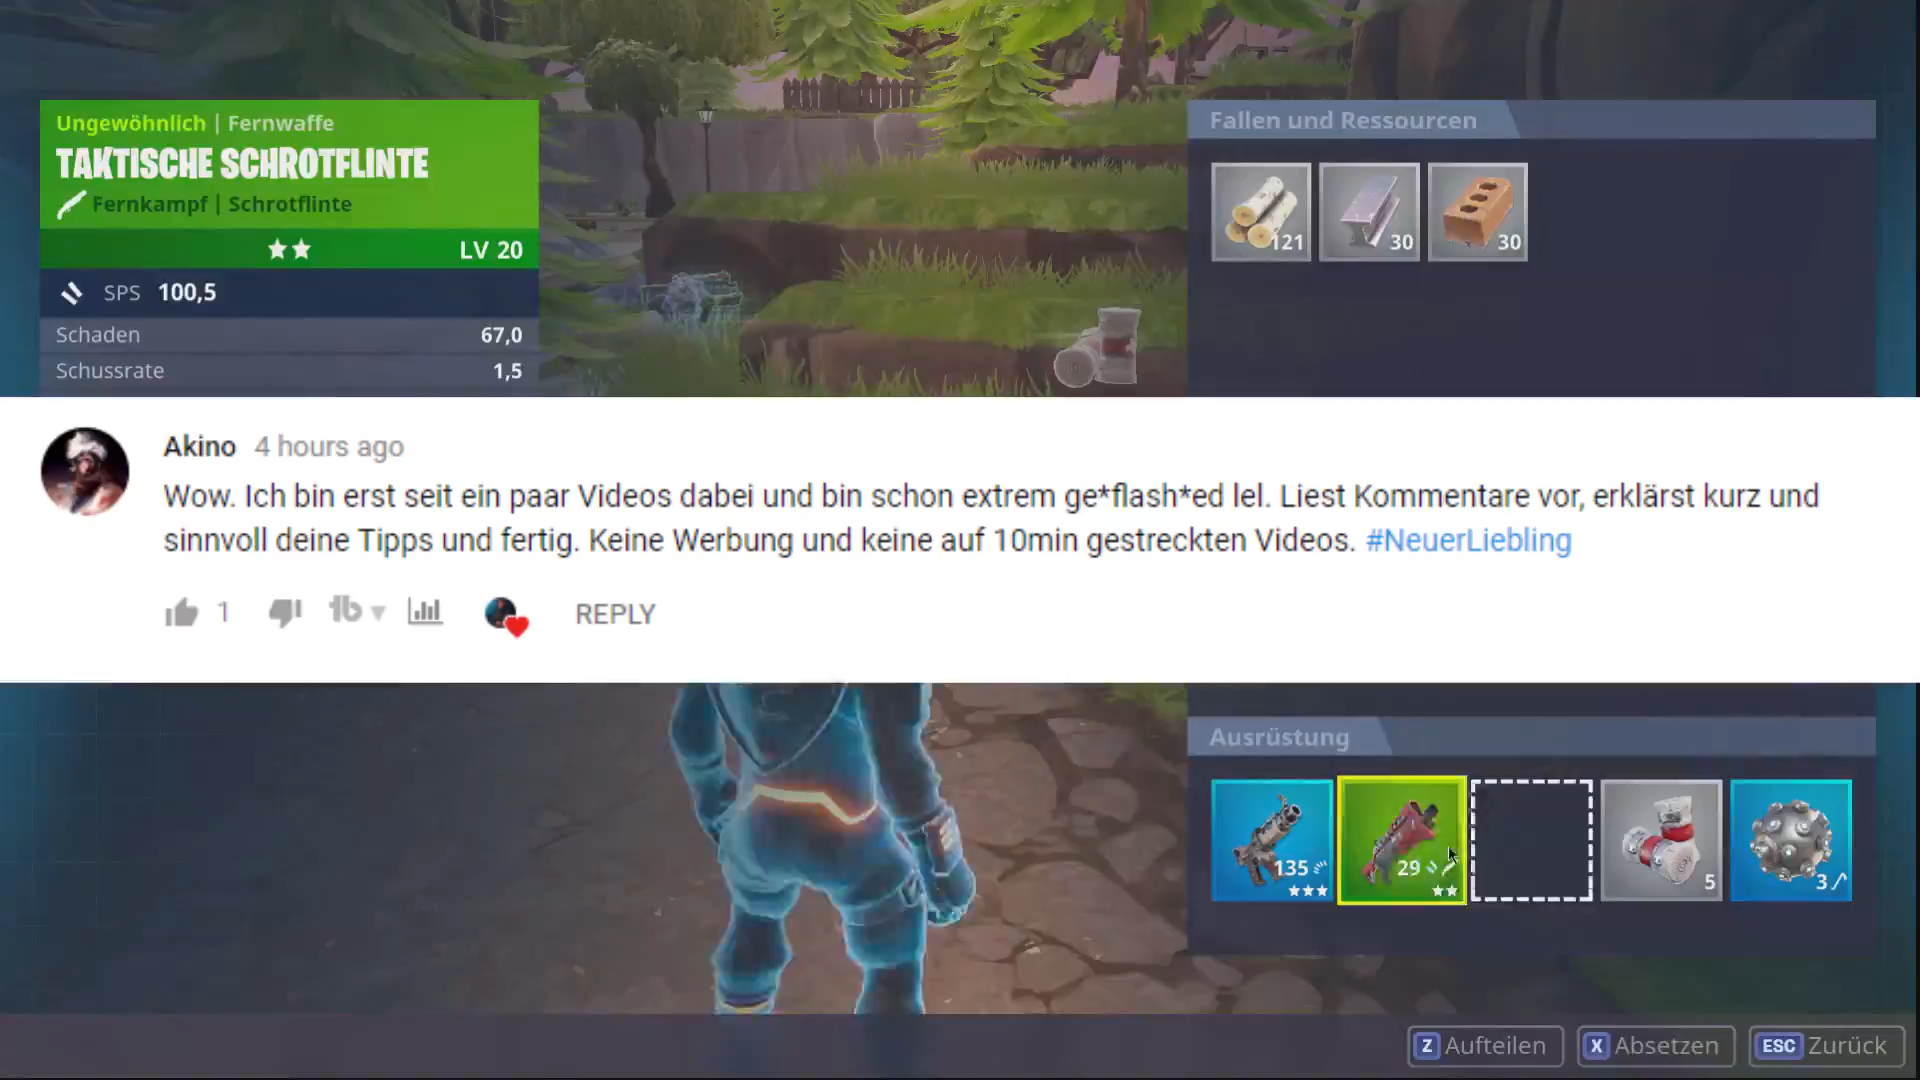 Ungewöhnlich | Fernwaffe
TAKTISCHE SCHROTFLINTE
Fernkampf | Schrotflinte
LV 20
SPS 100,5
Schaden 67,0
Schussrate 1,5
Fallen und Ressourcen
121 30 30
Akino 4 hours ago
Wow. Ich bin erst seit ein paar Videos dabei und bin schon extrem ge*flash*ed lel. Liest Kommentare vor, erklärst kurz und
sinnvoll deine Tipps und fertig. Keine Werbung und keine auf 10min gestreckten Videos. #NeuerLiebling
1 REPLY
Ausrüstung
135 29 5 3
Z Aufteilen X Absetzen ESC Zurück